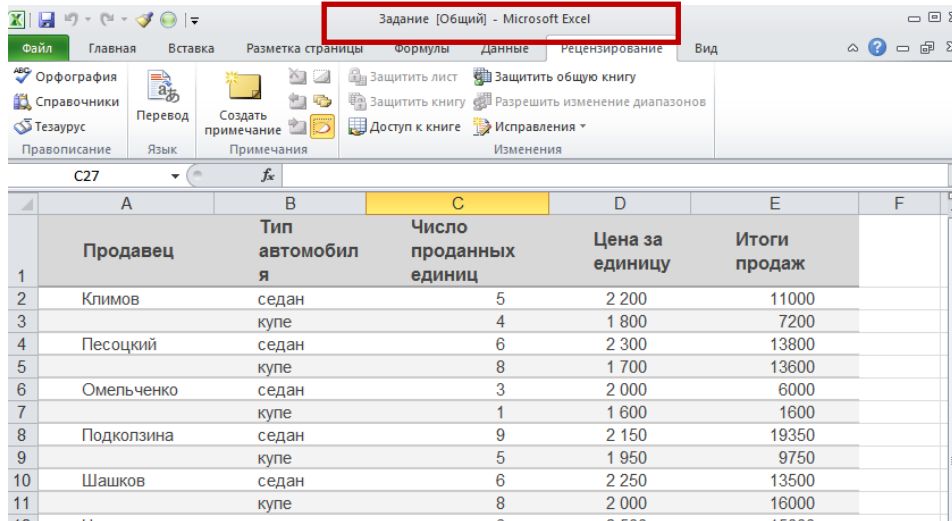 Задание [Общий] - Microsoft Excel
Файл Главная Вставка Разметка страницы Формулы Данные Рецензирование Вид
ABC Орфография
Справочники
Тезаурус
Правописание
Перевод
Язык
Создать примечание
Примечания
Защитить лист Защитить общую книгу
Защитить книгу Разрешить изменение диапазонов
Доступ к книге Исправления
Изменения
C27 fx
A B C D E F
1 Продавец Тип автомобиля Число проданных единиц Цена за единицу Итоги продаж
2 Климов седан 5 2 200 11000
3 купе 4 1 800 7200
4 Песоцкий седан 6 2 300 13800
5 купе 8 1 700 13600
6 Омельченко седан 3 2 000 6000
7 купе 1 1 600 1600
8 Подколзина седан 9 2 150 19350
9 купе 5 1 950 9750
10 Шашков седан 6 2 250 13500
11 купе 8 2 000 16000